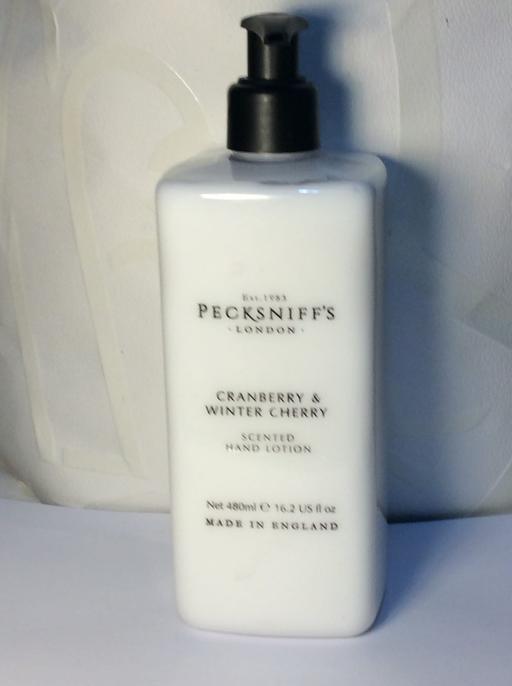 Est.1983
PECKSNIFF'S
· LONDON ·
CRANBERRY &
WINTER CHERRY
SCENTED
HAND LOTION
Net 480ml ℮ 16.2 US fl oz
MADE IN ENGLAND